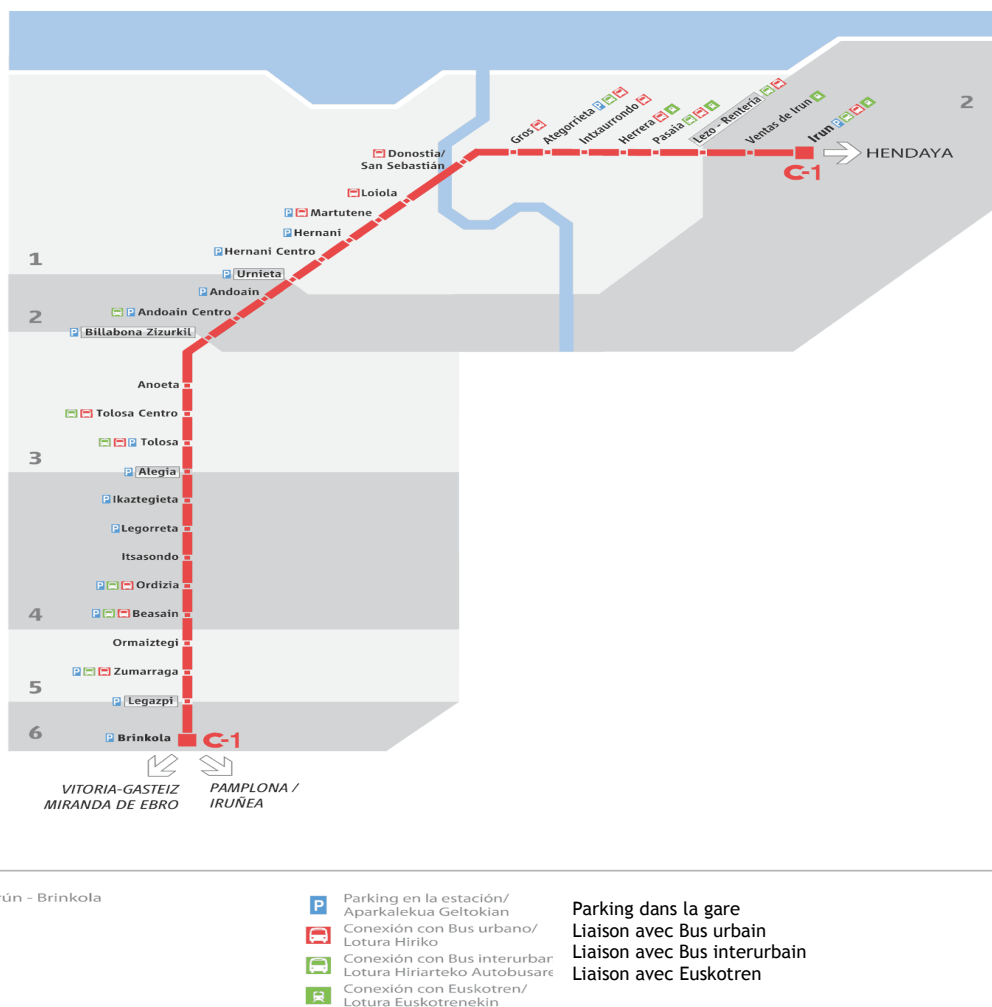 2
Gros
Ategorrieta
Intxaurrondo
Herrera
Pasaia
Lezo - Rentería
Ventas de Irun
Irun
HENDAYA
C-1
Donostia/
San Sebastián
Loiola
Martutene
Hernani
Hernani Centro
1
Urnieta
Andoain
Andoain Centro
2
Billabona Zizurkil
Anoeta
Tolosa Centro
Tolosa
3
Alegia
Ikaztegieta
Legorreta
Itsasondo
Ordizia
4
Beasain
Ormaiztegi
Zumarraga
5
Legazpi
6
Brinkola
C-1
VITORIA-GASTEIZ
MIRANDA DE EBRO
PAMPLONA /
IRUÑEA
ún - Brinkola
P Parking en la estación/
Aparkalekua Geltokian
Conexión con Bus urbano/
Lotura Hiriko
Conexión con Bus interurban
Lotura Hiriarteko Autobusare
Conexión con Euskotren/
Lotura Euskotrenekin
Parking dans la gare
Liaison avec Bus urbain
Liaison avec Bus interurbain
Liaison avec Euskotren